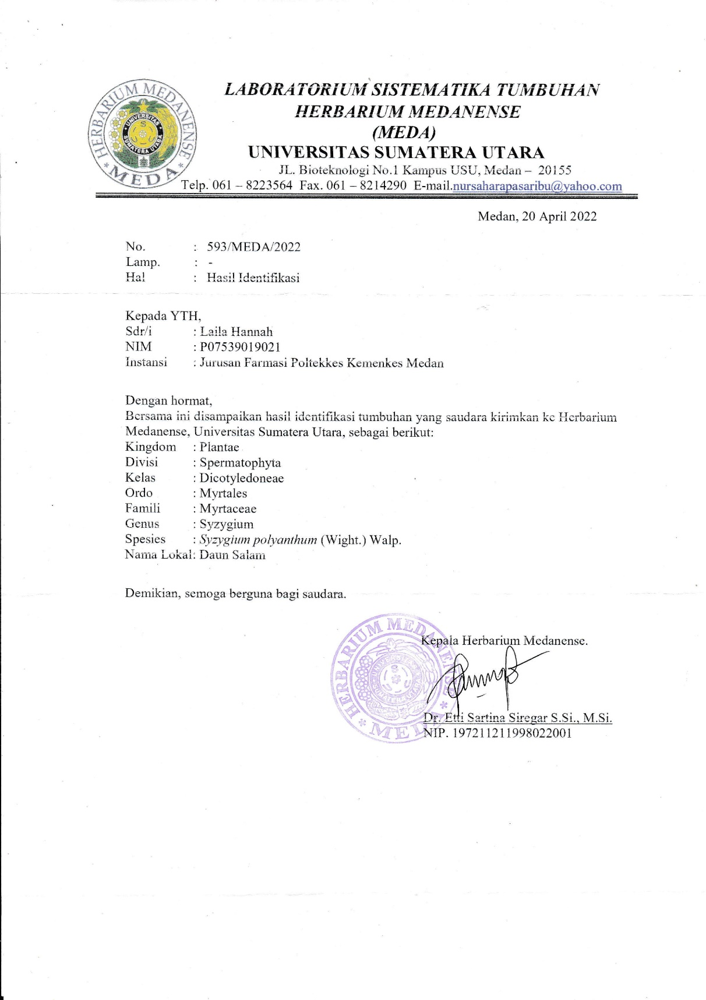 HERBARIUM MEDANENSE
* MEDA *
UNIVERSITAS
SUMATERA UTARA
LABORATORIUM SISTEMATIKA TUMBUHAN
HERBARIUM MEDANENSE
(MEDA)
UNIVERSITAS SUMATERA UTARA
JL. Bioteknologi No.1 Kampus USU, Medan – 20155
Telp. 061 – 8223564 Fax. 061 – 8214290 E-mail.nursaharapasaribu@yahoo.com
Medan, 20 April 2022
No. : 593/MEDA/2022
Lamp. : -
Hal : Hasil Identifikasi
Kepada YTH,
Sdr/i : Laila Hannah
NIM : P07539019021
Instansi : Jurusan Farmasi Poltekkes Kemenkes Medan
Dengan hormat,
Bersama ini disampaikan hasil identifikasi tumbuhan yang saudara kirimkan ke Herbarium
Medanense, Universitas Sumatera Utara, sebagai berikut:
Kingdom : Plantae
Divisi : Spermatophyta
Kelas : Dicotyledoneae
Ordo : Myrtales
Famili : Myrtaceae
Genus : Syzygium
Spesies : Syzygium polyanthum (Wight.) Walp.
Nama Lokal: Daun Salam
Demikian, semoga berguna bagi saudara.
HERBARIUM MEDANENSE
* MEDA *
Kepala Herbarium Medanense.
Dr. Etti Sartina Siregar S.Si., M.Si.
NIP. 197211211998022001